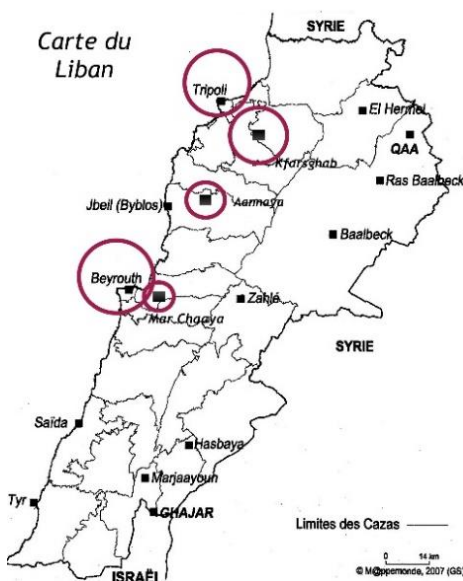 SYRIE
Carte du
Liban
Tripoli
El Hermel
QAA
Kfarsghab
Ras Baalbeck
Aannaya
Jbeil (Byblos)
Baalbeck
Beyrouth
Zahlé
Mar Chaaya
SYRIE
Saïda
Hasbaya
Marjaayoun
Tyr
GHAJAR
Limites des Cazas
0 14 km
ISRAËL
© M@ppemonde, 2007 (GS)